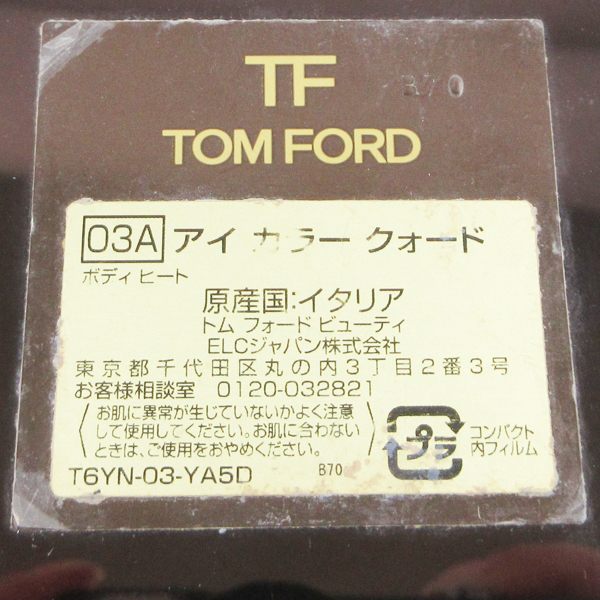 TF B70
TOM FORD
03A アイ カラー クォード
ボディ ヒート
原産国:イタリア
トム フォード ビューティ
ELCジャパン株式会社
東京都千代田区丸の内3丁目2番3号
お客様相談室 0120-032821
お肌に異常が生じていないかよく注意
して使用してください。お肌に合わない
ときは、ご使用をおやめください。
プラ
コンパクト
内フィルム
T6YN-03-YA5D B70